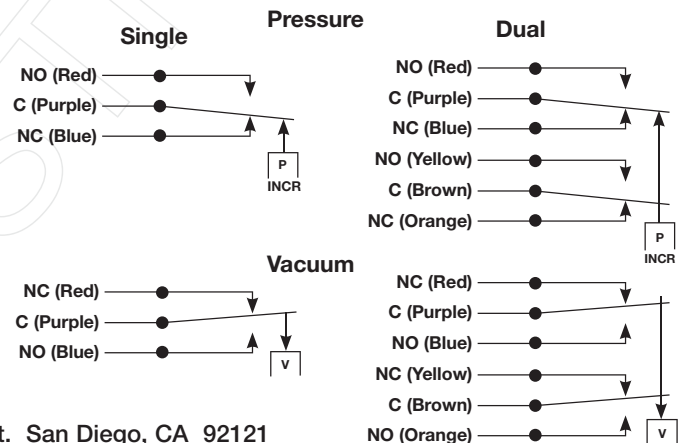 Pressure
Single
NO (Red)
C (Purple)
NC (Blue)
P
INCR
Dual
NO (Red)
C (Purple)
NC (Blue)
NO (Yellow)
C (Brown)
NC (Orange)
P
INCR
Vacuum
NC (Red)
C (Purple)
NO (Blue)
V
NC (Red)
C (Purple)
NO (Blue)
NC (Yellow)
C (Brown)
NO (Orange)
V
t. San Diego, CA 92121